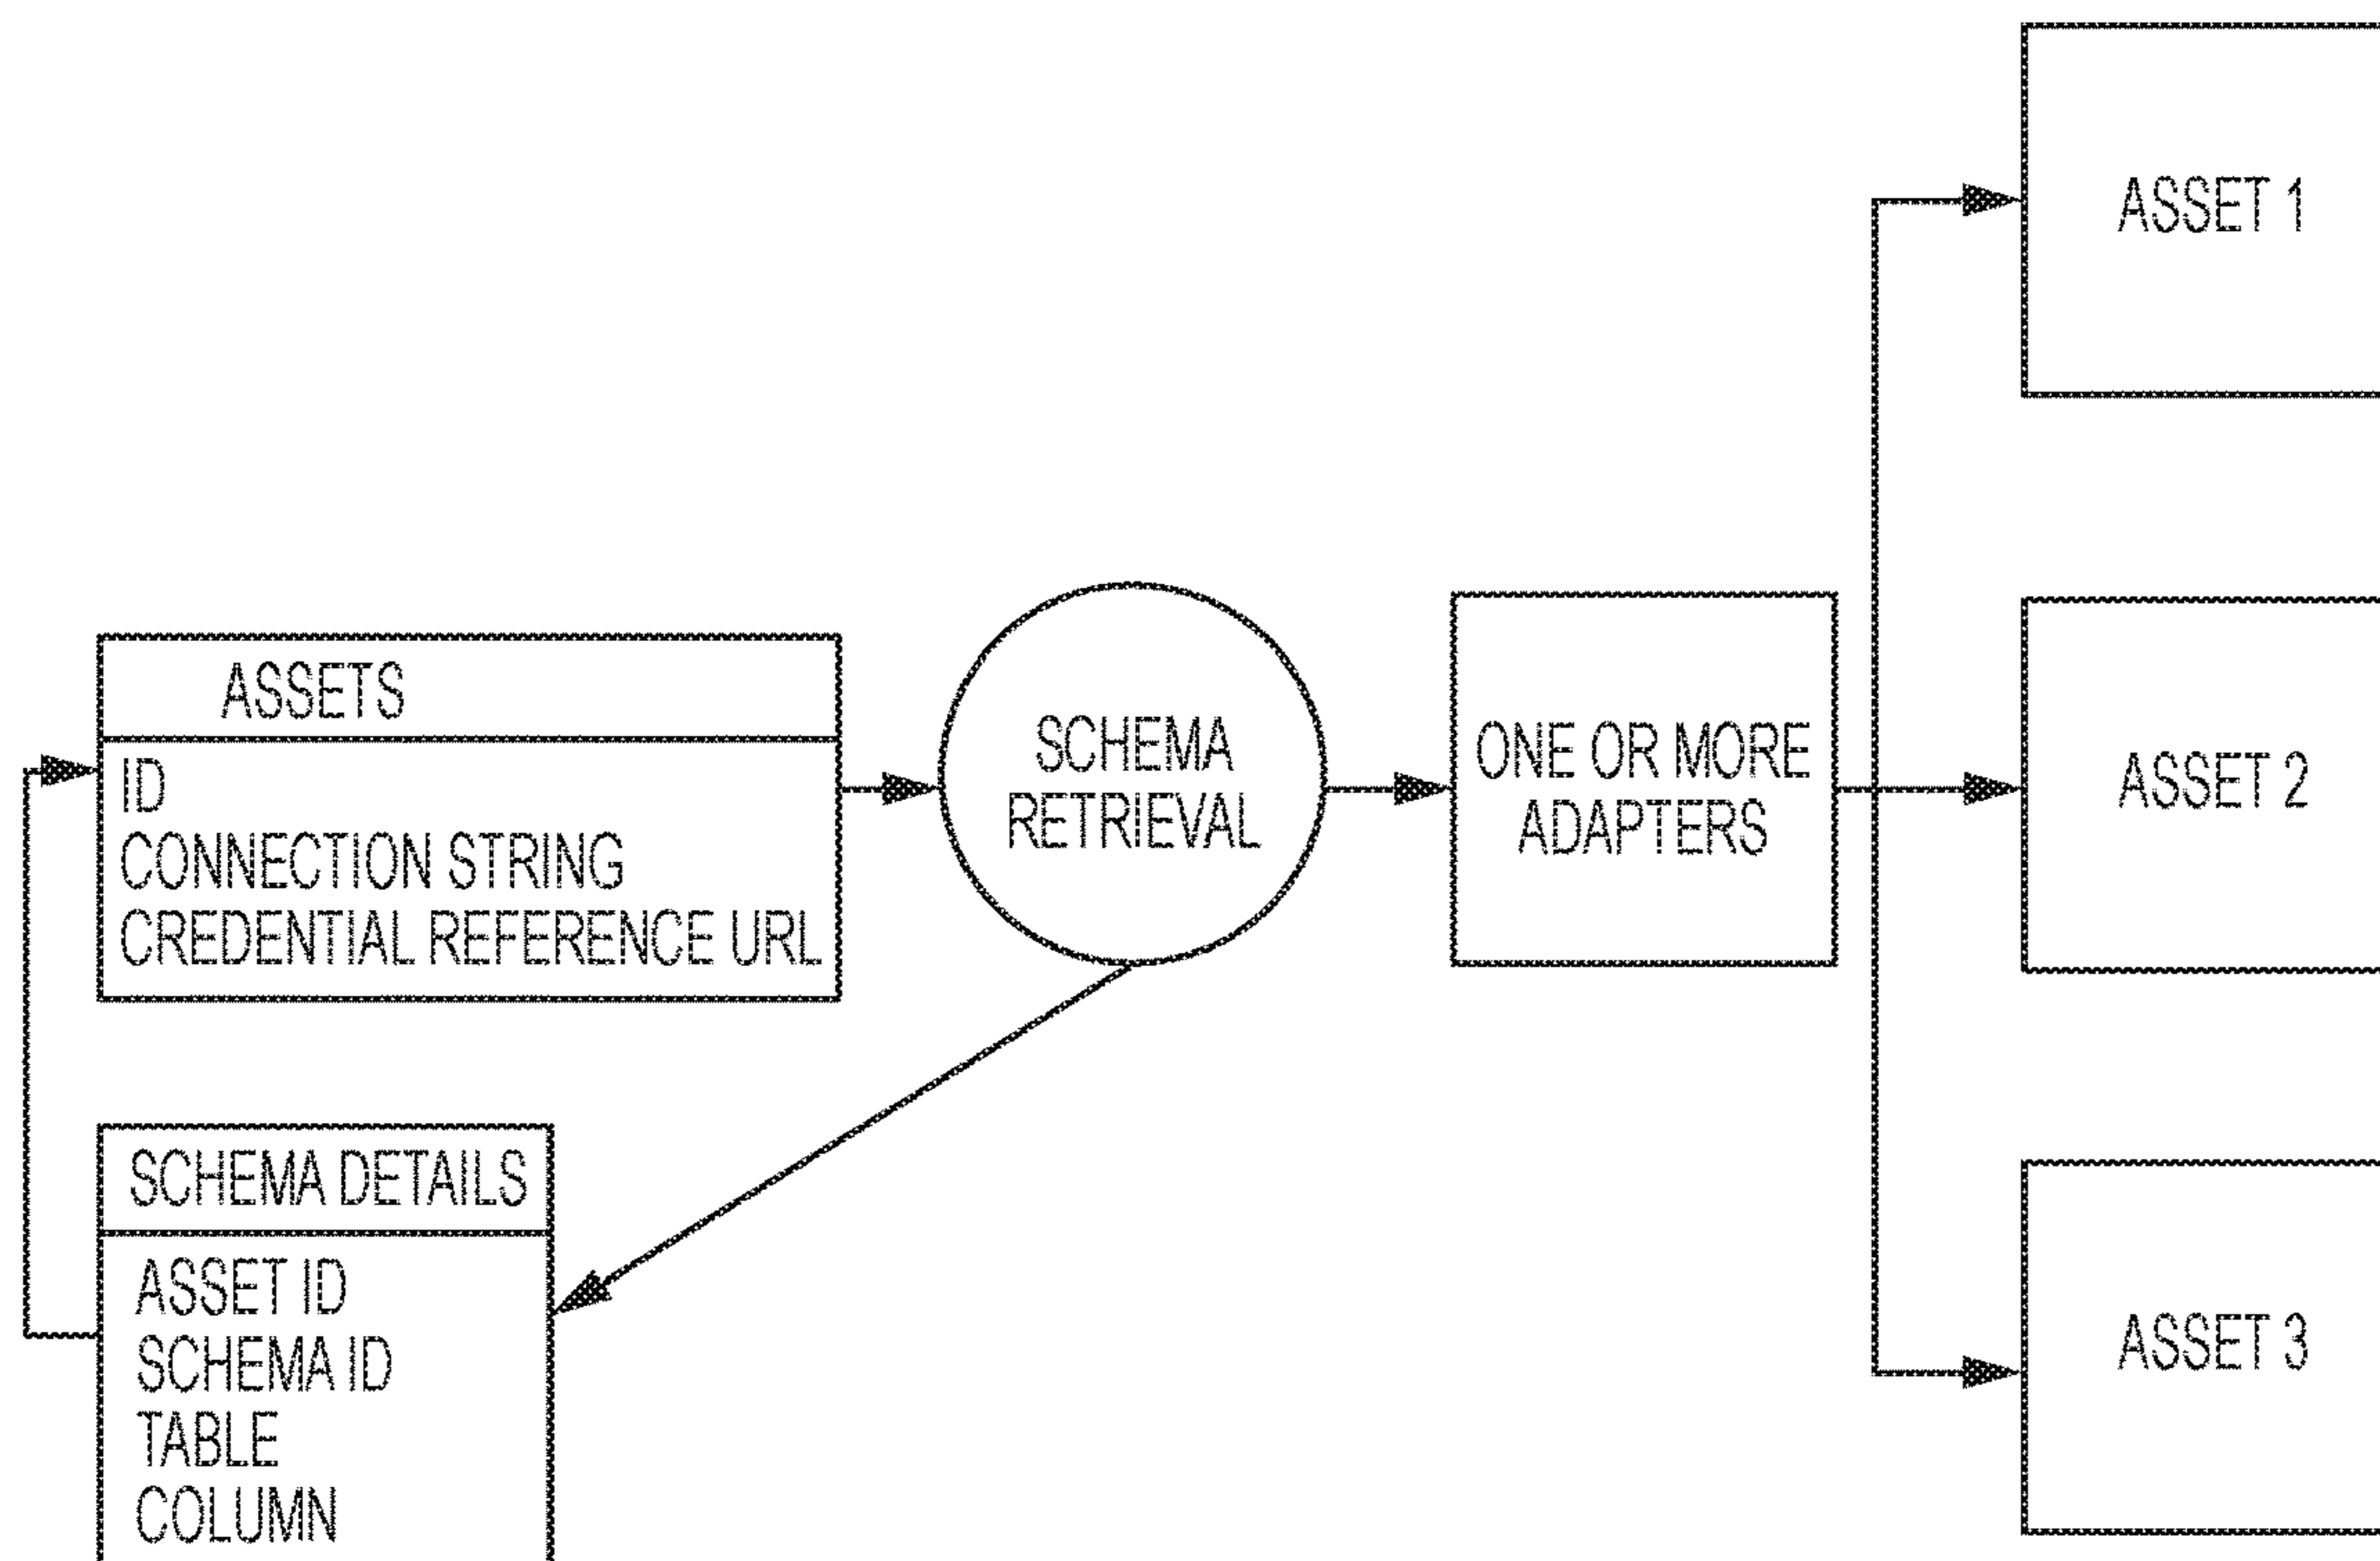 ASSETS
ID
CONNECTION STRING
CREDENTIAL REFERENCE URL
SCHEMA DETAILS
ASSET ID
SCHEMA ID
TABLE
COLUMN
SCHEMA
RETRIEVAL
ONE OR MORE
ADAPTERS
ASSET 1
ASSET 2
ASSET 3